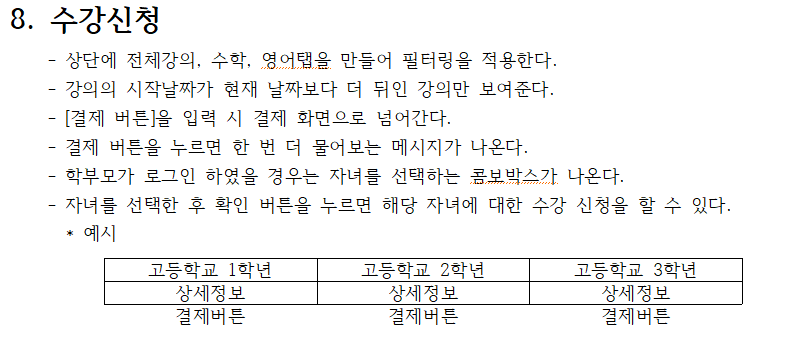 8. 수강신청
- 상단에 전체강의, 수학, 영어탭을 만들어 필터링을 적용한다.
- 강의의 시작날짜가 현재 날짜보다 더 뒤인 강의만 보여준다.
- [결제 버튼]을 입력 시 결제 화면으로 넘어간다.
- 결제 버튼을 누르면 한 번 더 물어보는 메시지가 나온다.
- 학부모가 로그인 하였을 경우는 자녀를 선택하는 콤보박스가 나온다.
- 자녀를 선택한 후 확인 버튼을 누르면 해당 자녀에 대한 수강 신청을 할 수 있다.
* 예시
고등학교 1학년 고등학교 2학년 고등학교 3학년
상세정보 상세정보 상세정보
결제버튼 결제버튼 결제버튼